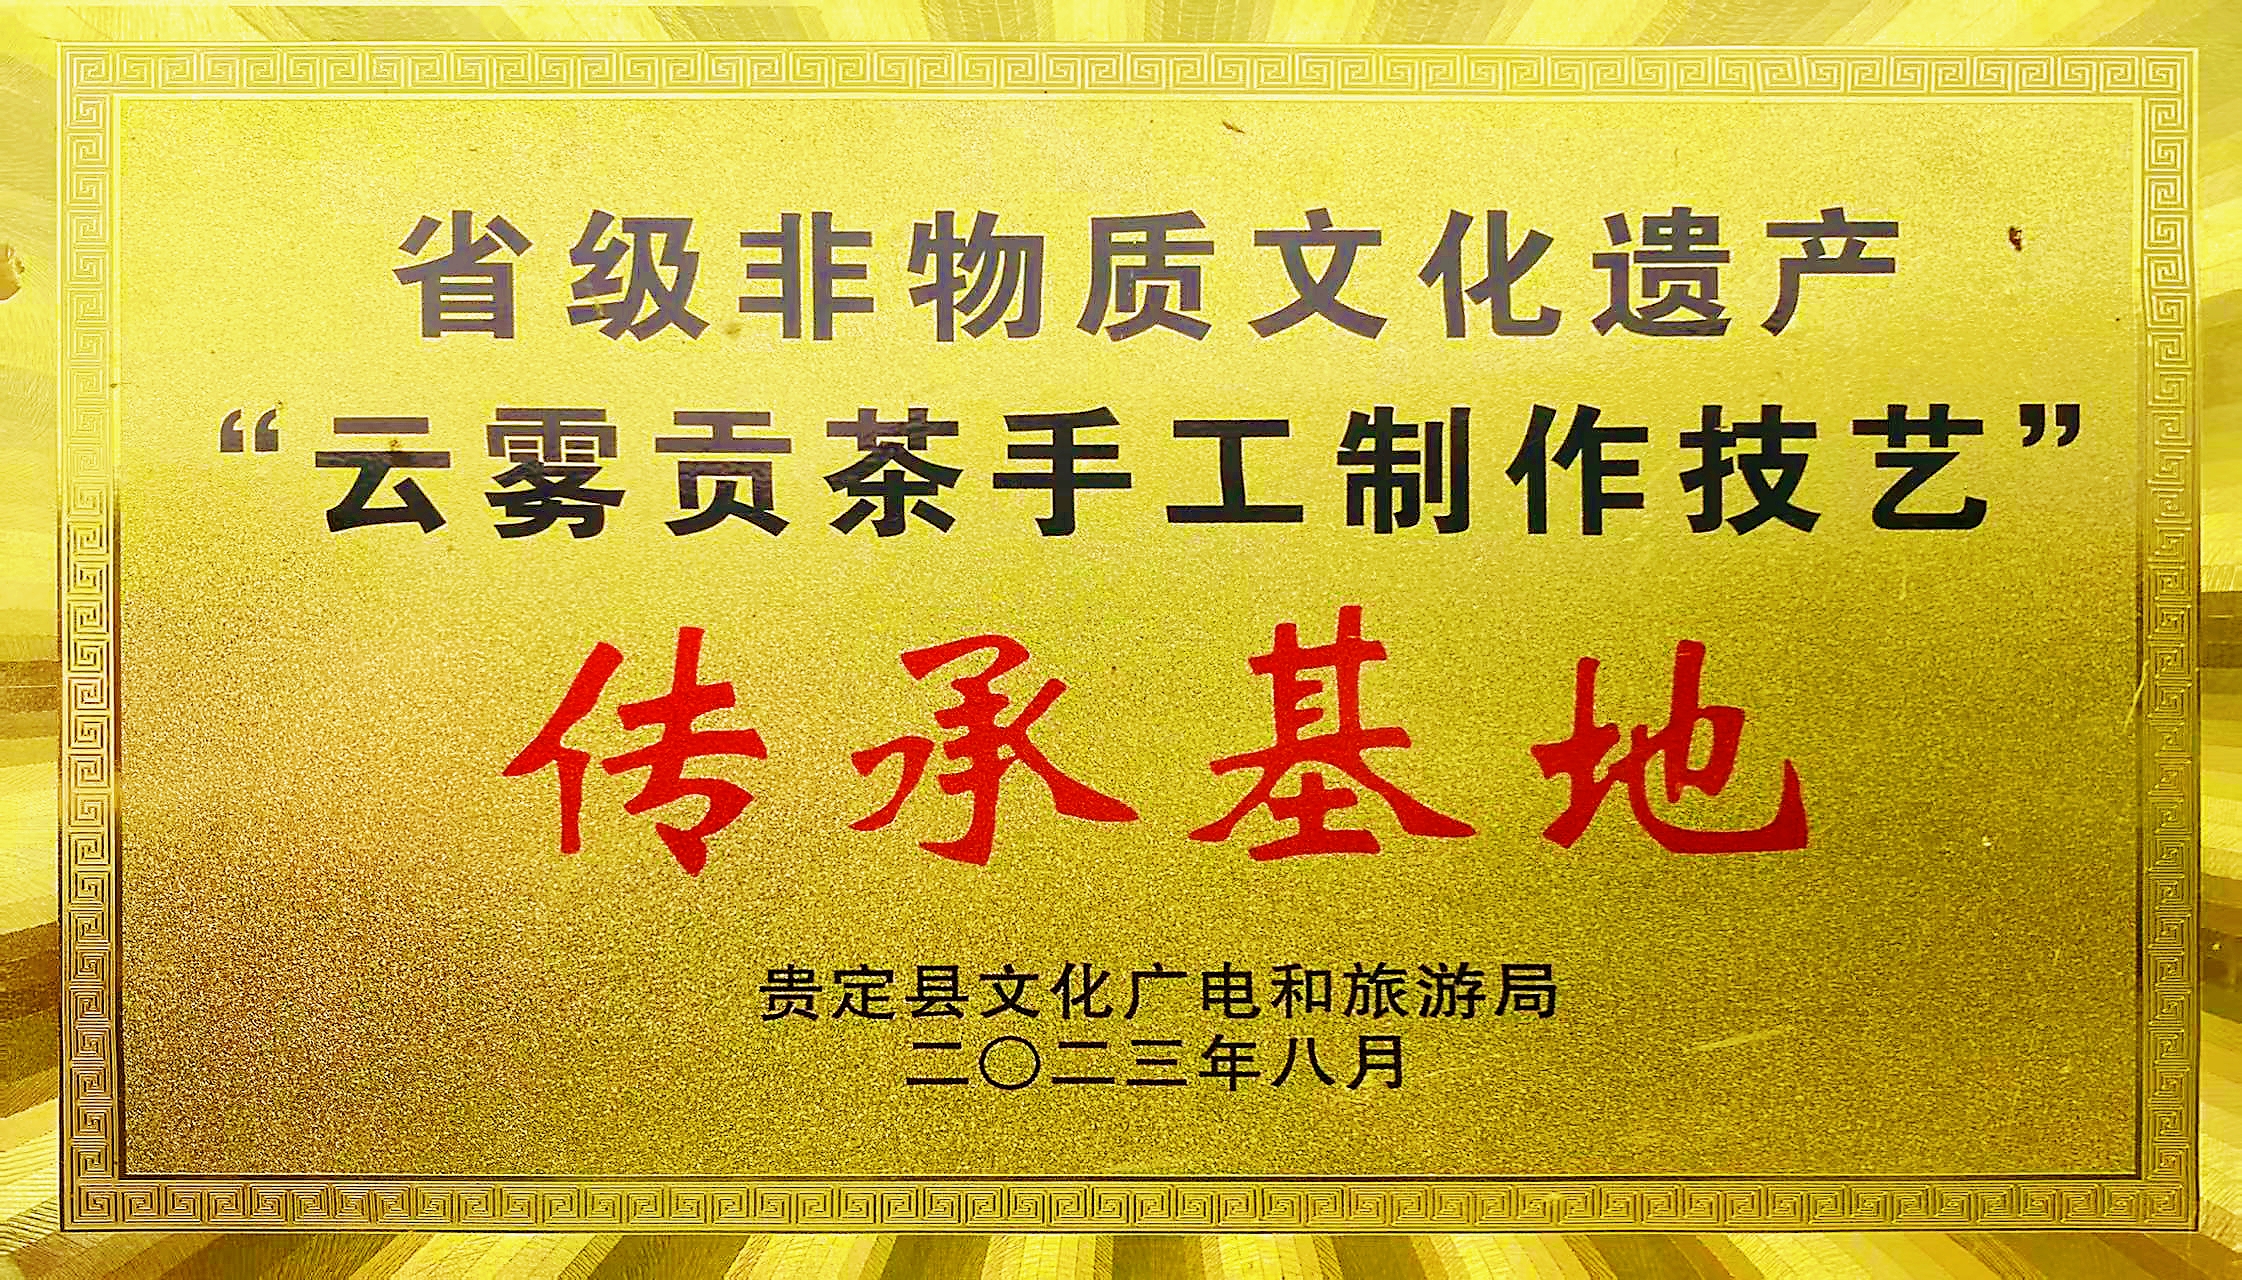 省级非物质文化遗产
“云雾贡茶手工制作技艺”
传承基地
贵定县文化广电和旅游局
二〇二三年八月